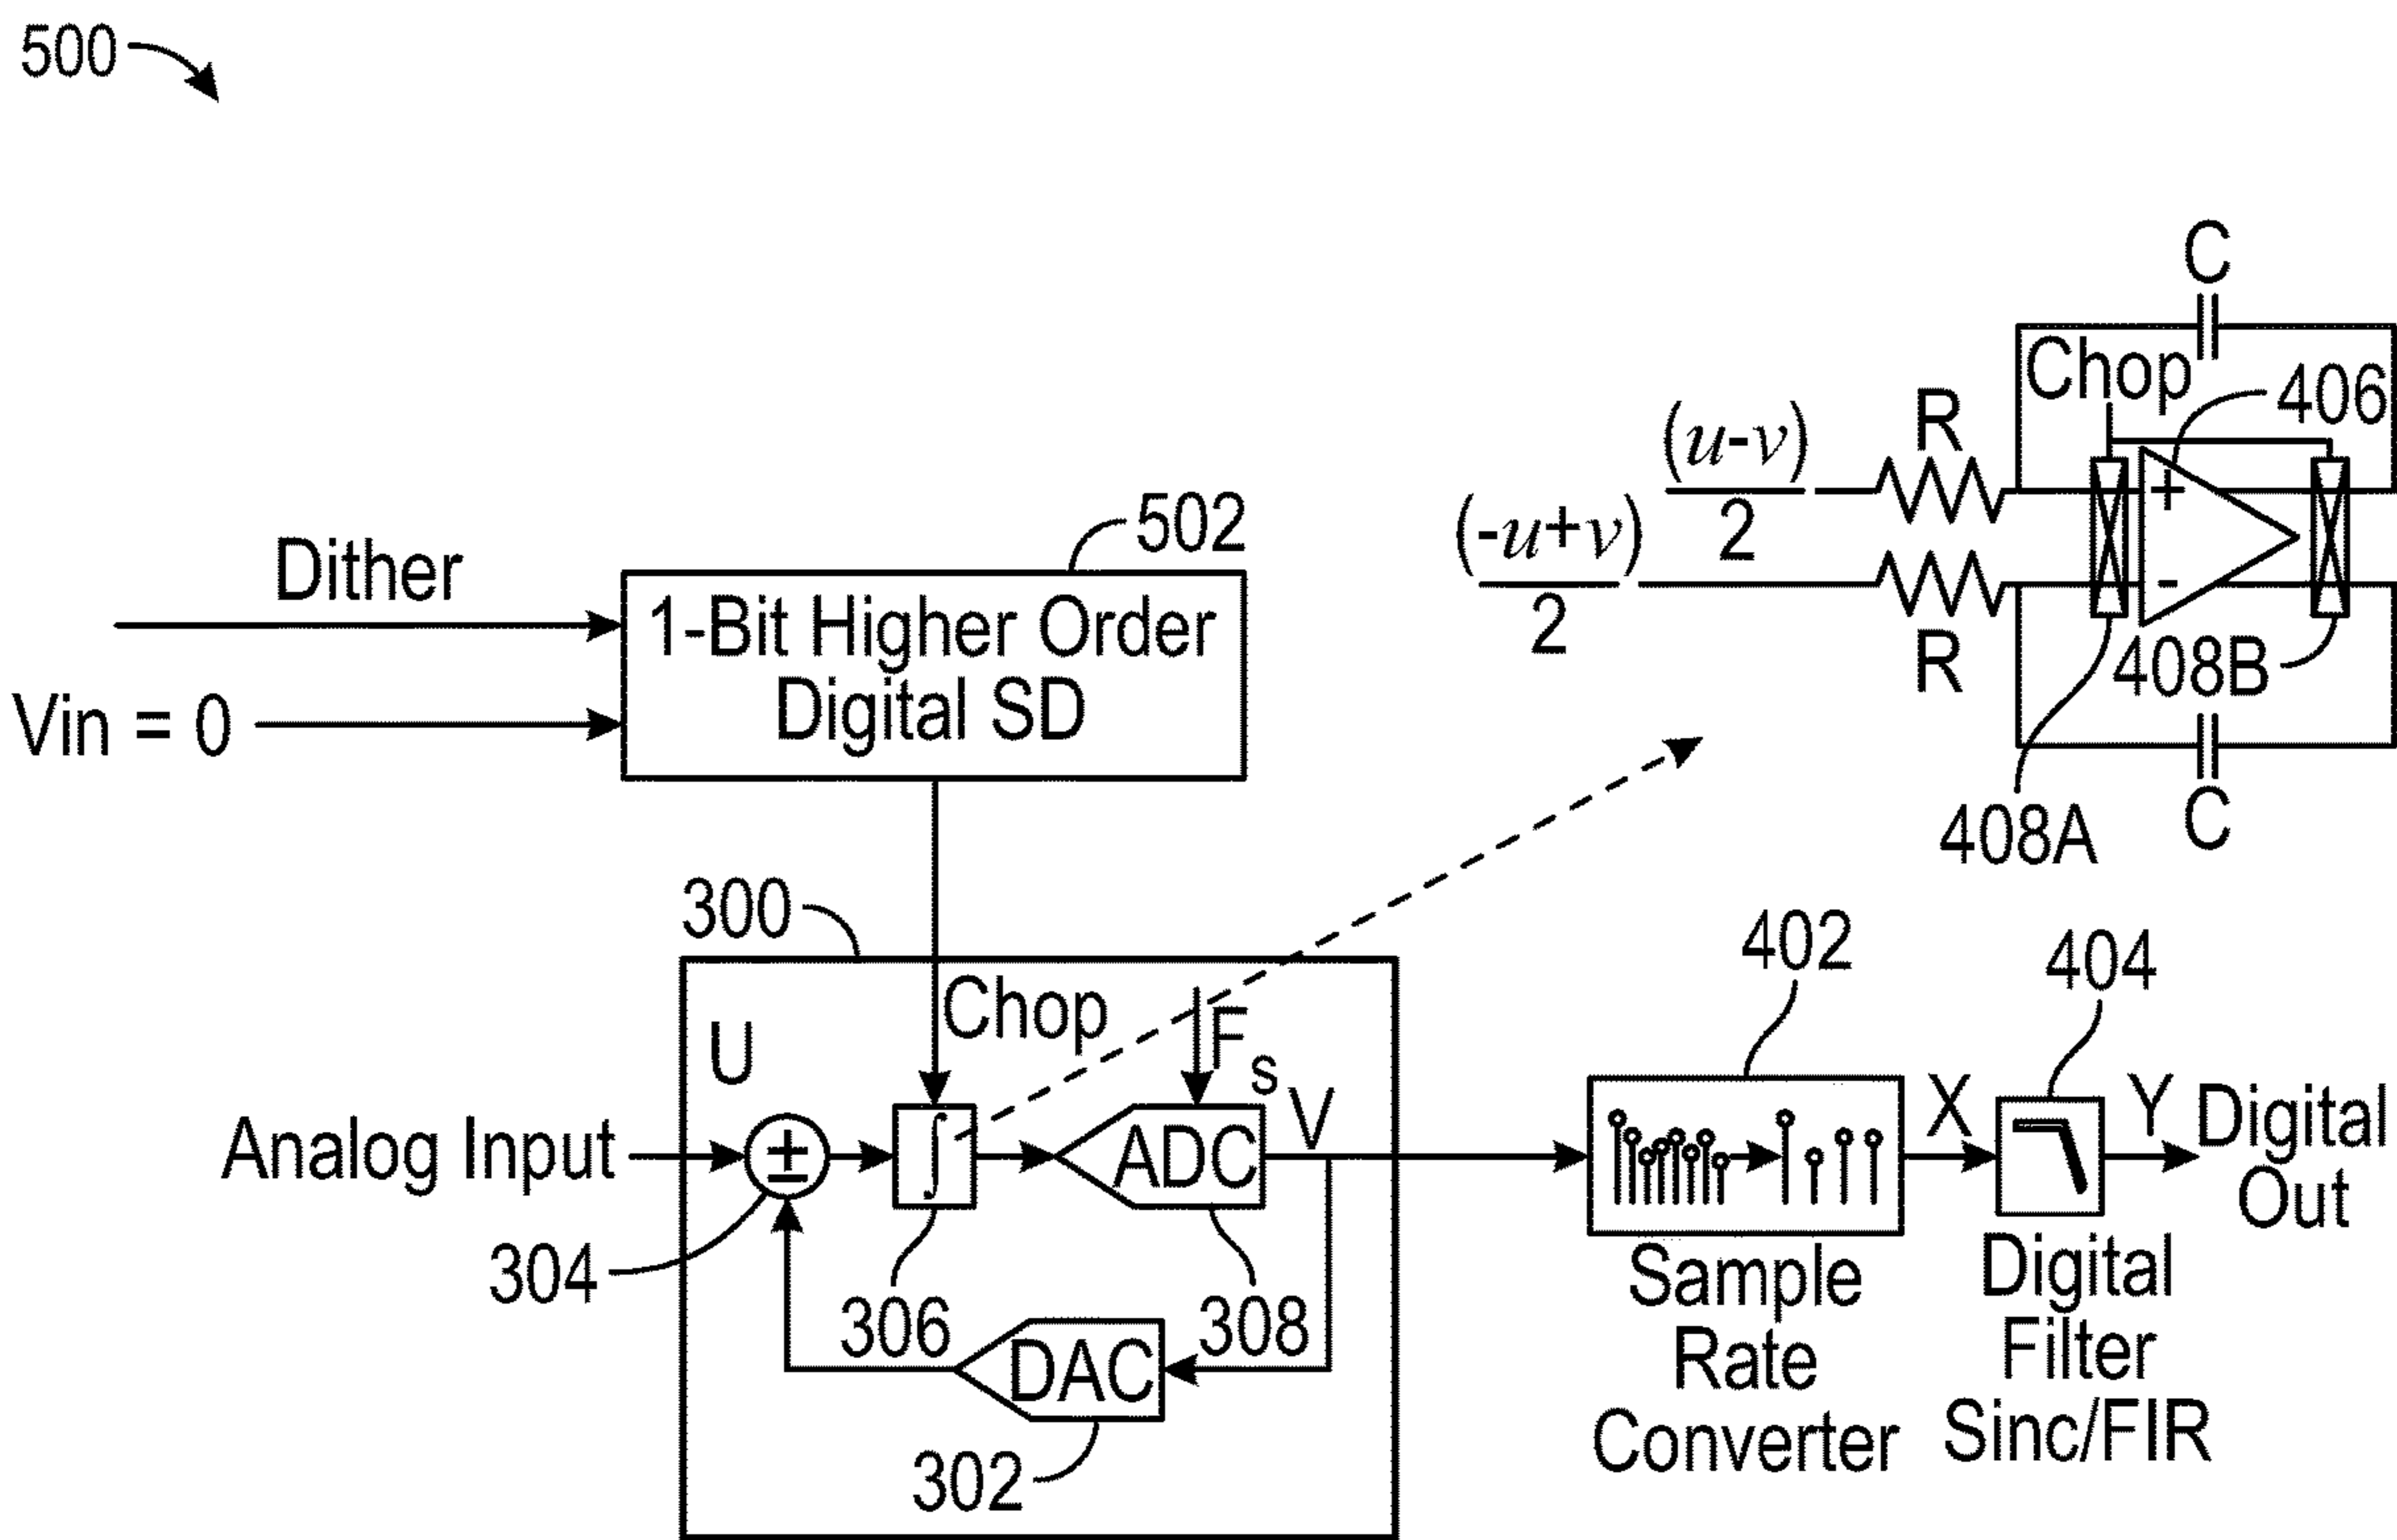 500
C
Chop
406
R
(u-v)
2
(-u+v)
2
+
-
R
408B
408A
C
502
Dither
1-Bit Higher Order
Digital SD
Vin = 0
300
Chop
U
Fs
V
Analog Input
±
∫
ADC
304
306
308
DAC
302
402
404
X
Y
Digital
Out
Sample
Rate
Converter
Digital
Filter
Sinc/FIR